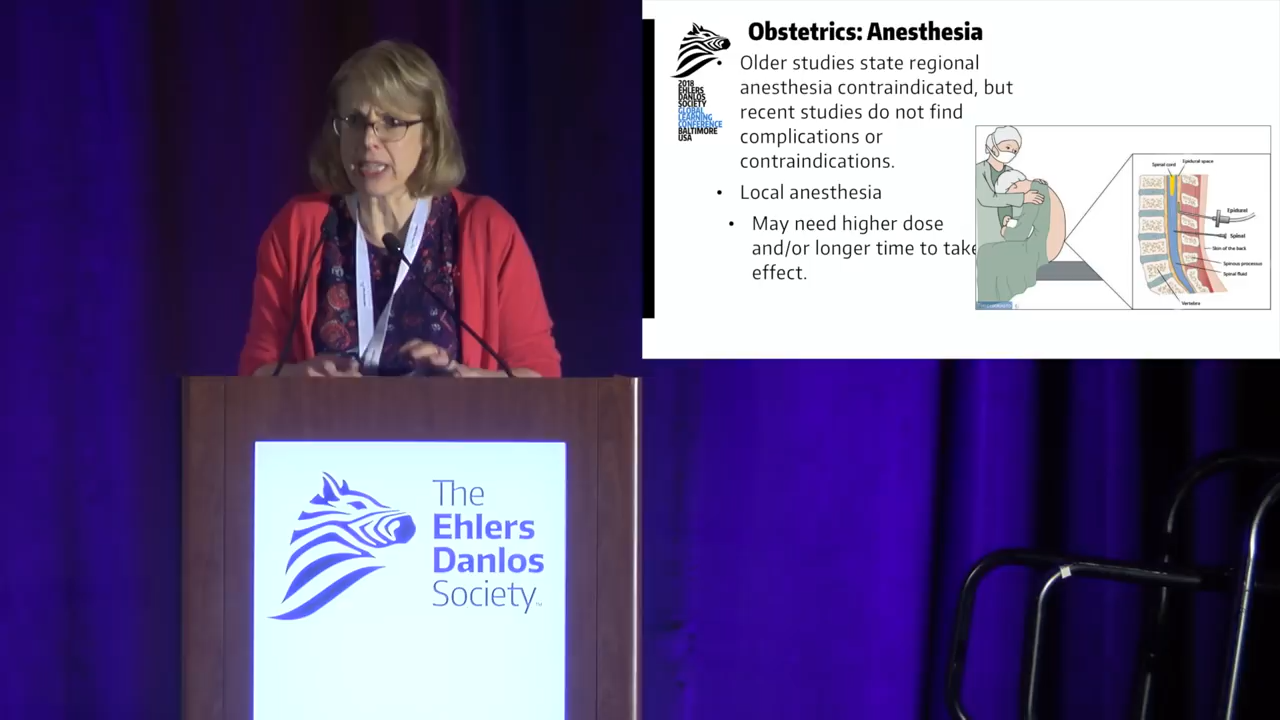 Obstetrics: Anesthesia
• Older studies state regional
anesthesia contraindicated, but
recent studies do not find
complications or
contraindications.
• Local anesthesia
• May need higher dose
and/or longer time to take
effect.
2018
EHLERS
DANLOS
SOCIETY
GLOBAL
LEARNING
CONFERENCE
BALTIMORE
USA
Spinal cord
Epidural space
Epidural
Spinal
Skin of the back
Spinous processus
Spinal fluid
Vertebra
The
Ehlers
Danlos
Society™